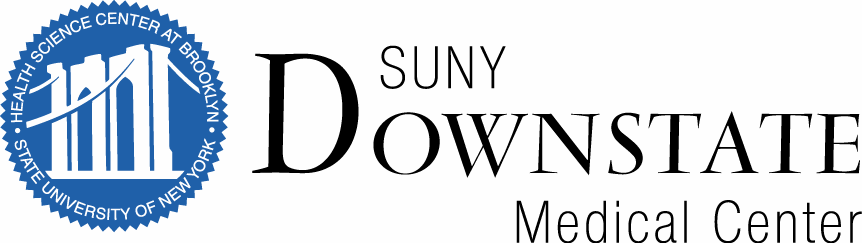 HEALTH SCIENCE CENTER AT BROOKLYN
STATE UNIVERSITY OF NEW YORK
SUNY
DOWNSTATE
Medical Center